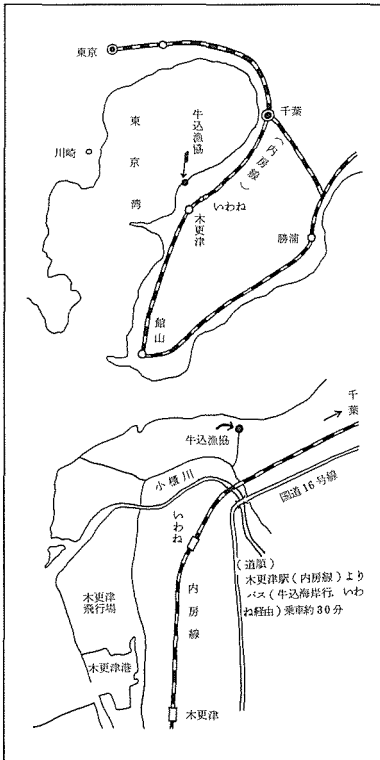 東京
千葉
川崎
東京湾
牛込漁協
(内房線)
いわね
木更津
勝浦
館山
千葉
牛込漁協
小櫃川
国道16号線
いわね
(道順)
木更津駅(内房線)より
バス(牛込海岸行、いわ
ね経由)乗車約30分
内房線
木更津
飛行場
木更津港
木更津